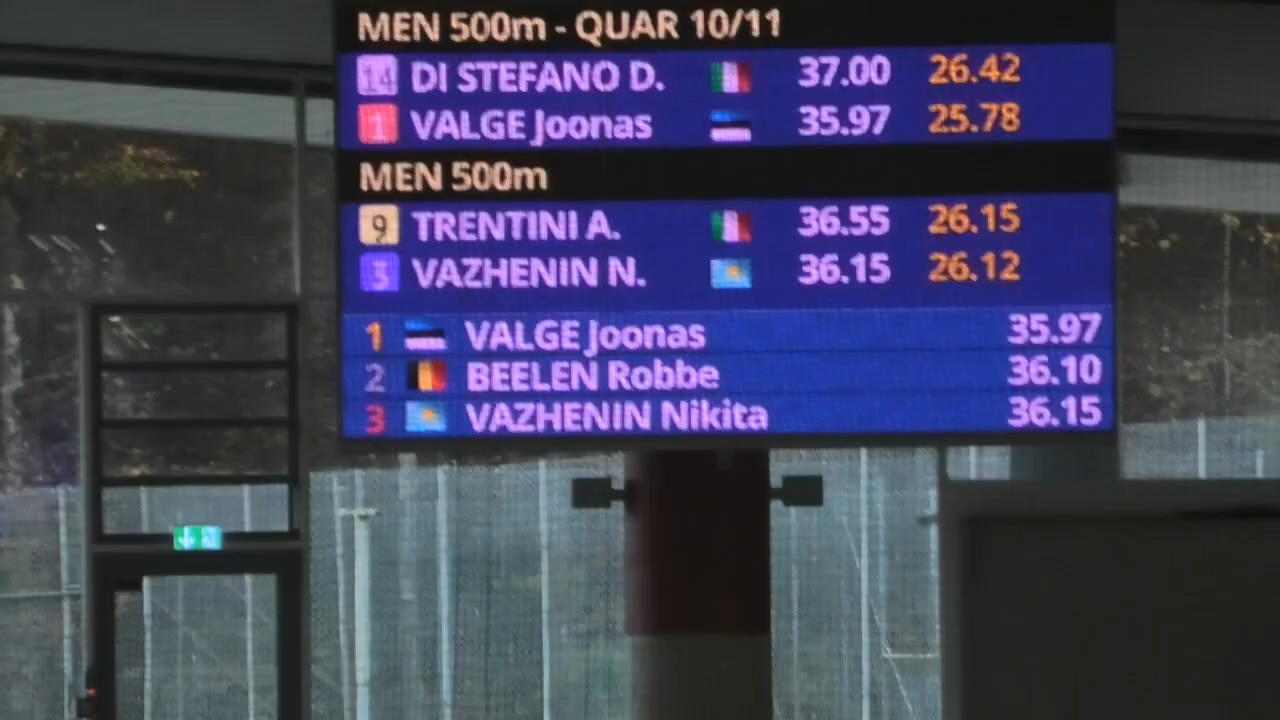 MEN 500m - QUAR 10/11
14 DI STEFANO D. 37.00 26.42
1 VALGE Joonas 35.97 25.78
MEN 500m
9 TRENTINI A. 36.55 26.15
3 VAZHENIN N. 36.15 26.12
1 VALGE Joonas 35.97
2 BEELEN Robbe 36.10
3 VAZHENIN Nikita 36.15